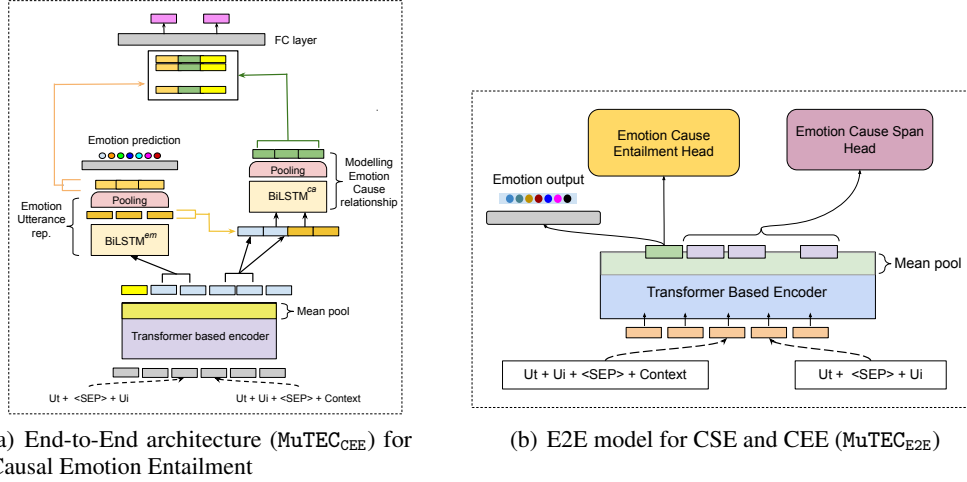 FC layer
Emotion prediction
Pooling
Emotion
Utterance
rep.
BiLSTM^em
Pooling
BiLSTM^ca
Modelling
Emotion
Cause
relationship
Mean pool
Transformer based encoder
Ut + <SEP> + Ui
Ut + Ui + <SEP> + Context
a) End-to-End architecture (MuTEC_CEE) for
Causal Emotion Entailment
Emotion Cause
Entailment Head
Emotion Cause Span
Head
Emotion output
Mean pool
Transformer Based Encoder
Ut + Ui + <SEP> + Context
Ut + <SEP> + Ui
(b) E2E model for CSE and CEE (MuTEC_E2E)